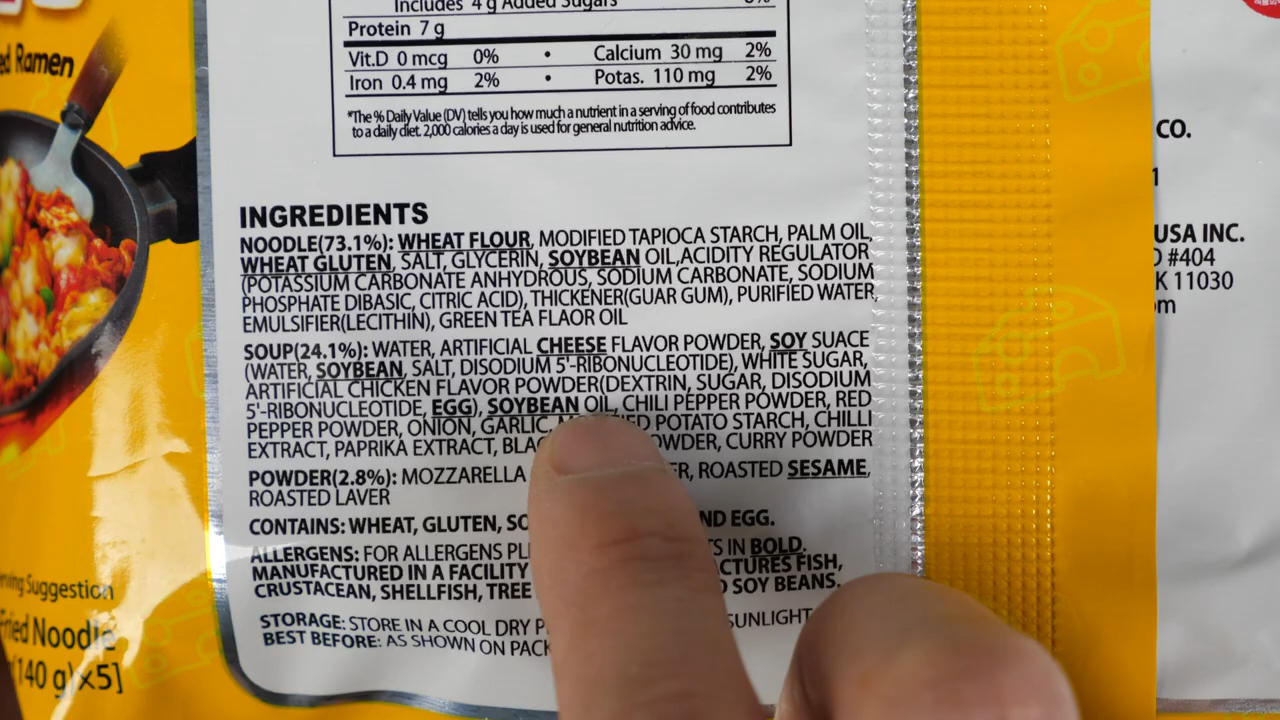 Includes 4 g Added Sugars 8%
Protein 7 g
Vit.D 0 mcg 0% • Calcium 30 mg 2%
Iron 0.4 mg 2% • Potas. 110 mg 2%
*The % Daily Value (DV) tells you how much a nutrient in a serving of food contributes
to a daily diet. 2,000 calories a day is used for general nutrition advice.
INGREDIENTS
NOODLE(73.1%): WHEAT FLOUR, MODIFIED TAPIOCA STARCH, PALM OIL,
WHEAT GLUTEN, SALT, GLYCERIN, SOYBEAN OIL,ACIDITY REGULATOR
(POTASSIUM CARBONATE ANHYDROUS, SODIUM CARBONATE, SODIUM
PHOSPHATE DIBASIC, CITRIC ACID), THICKENER(GUAR GUM), PURIFIED WATER,
EMULSIFIER(LECITHIN), GREEN TEA FLAOR OIL
SOUP(24.1%): WATER, ARTIFICIAL CHEESE FLAVOR POWDER, SOY SUACE
(WATER, SOYBEAN, SALT, DISODIUM 5'-RIBONUCLEOTIDE), WHITE SUGAR,
ARTIFICIAL CHICKEN FLAVOR POWDER(DEXTRIN, SUGAR, DISODIUM
5'-RIBONUCLEOTIDE, EGG), SOYBEAN OIL, CHILI PEPPER POWDER, RED
PEPPER POWDER, ONION, GARLIC, POTATO STARCH, CHILLI
EXTRACT, PAPRIKA EXTRACT, CURRY POWDER
POWDER(2.8%): MOZZARELLA ROASTED SESAME,
ROASTED LAVER
CONTAINS: WHEAT, GLUTEN, EGG.
ALLERGENS: FOR ALLERGENS IN BOLD.
MANUFACTURED IN A FACILITY FISH,
CRUSTACEAN, SHELLFISH, TREE SOY BEANS.
STORAGE: STORE IN A COOL DRY SUNLIGHT
BEST BEFORE: AS SHOWN ON
Ramen
Suggestion
Fried Noodle
(140 g)x5]
CO.
USA INC.
#404
11030